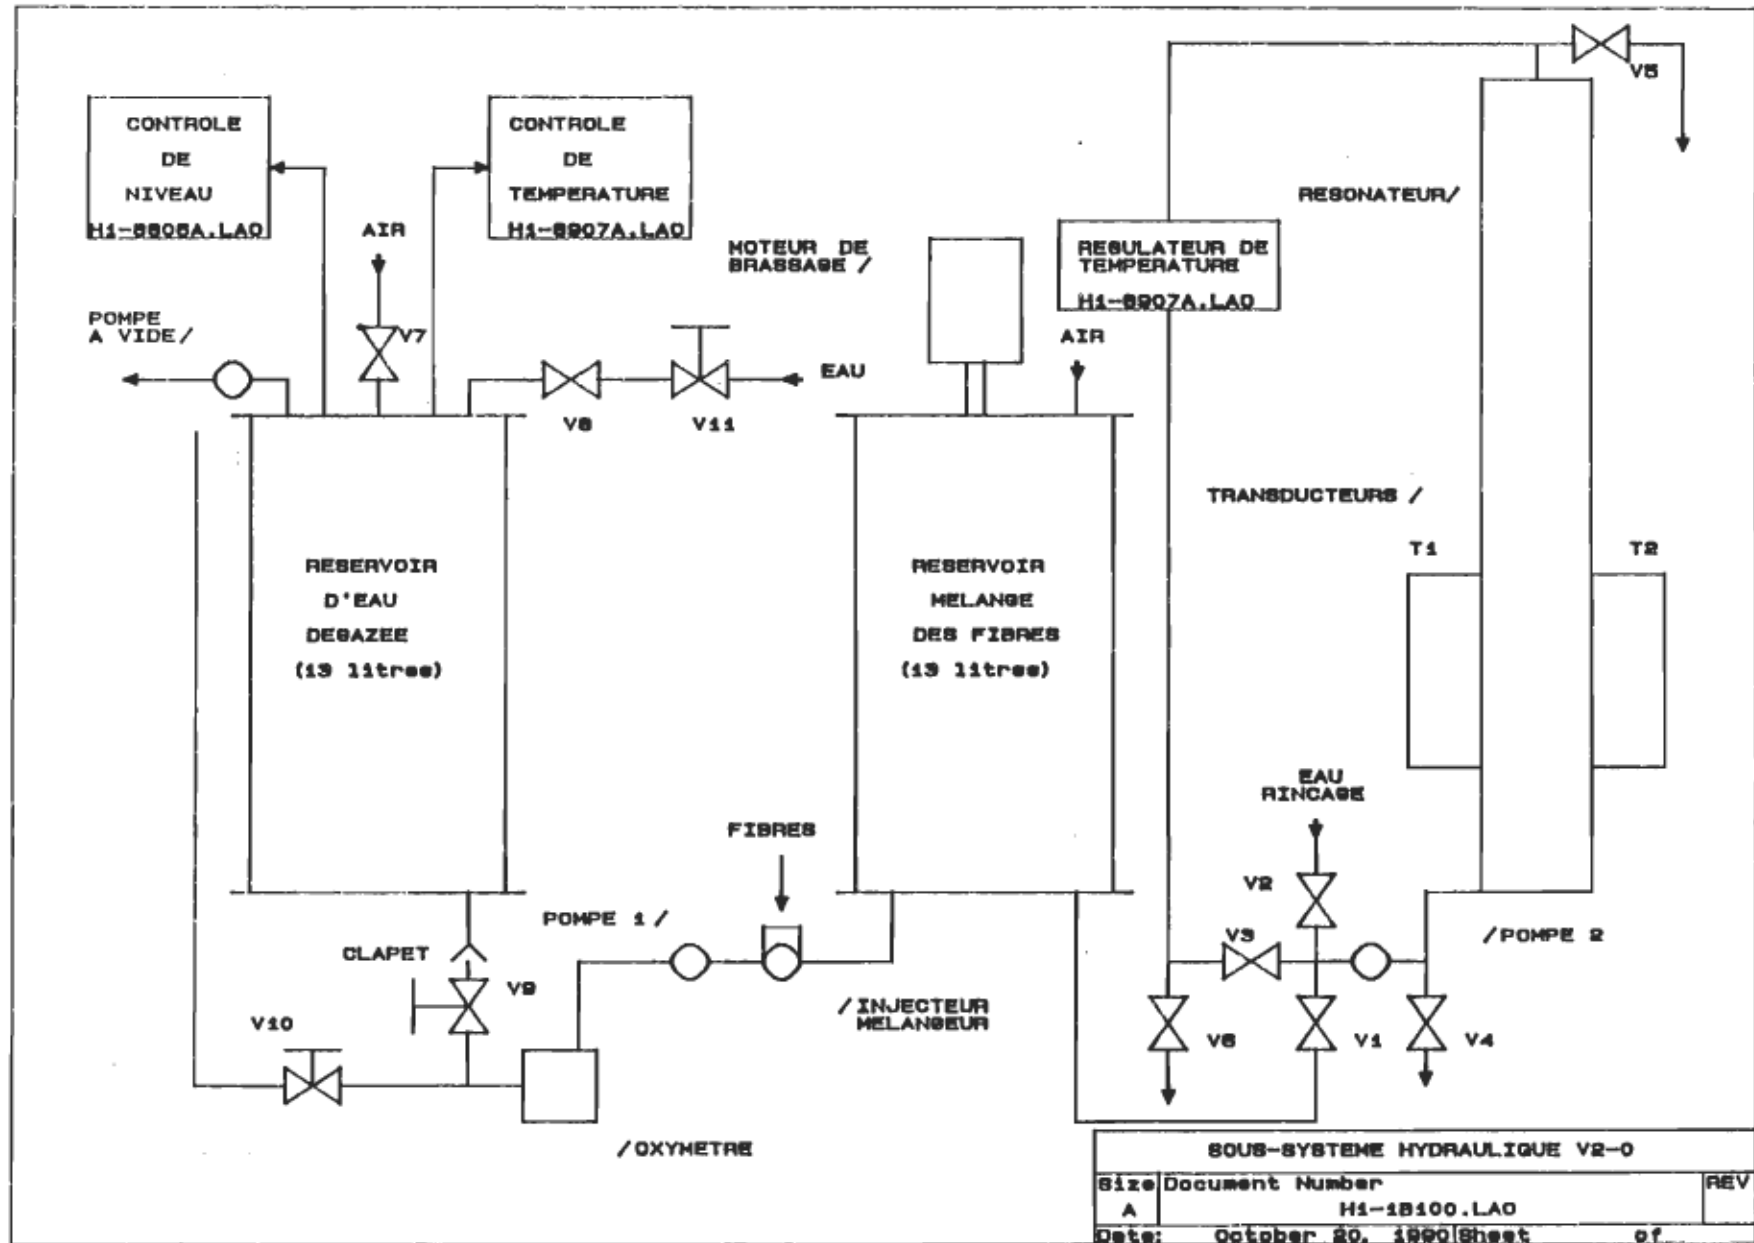 V5
CONTROLE
DE
NIVEAU
CONTROLE
DE
TEMPERATURE
H1-8907A.LAO
AIR
RESONATEUR/
MOTEUR DE
BRASSAGE /
REGULATEUR DE
TEMPERATURE
H1-8907A.LAO
POMPE
A VIDE/
V7
AIR
EAU
V8
V11
TRANSDUCTEURS /
T1
T2
RESERVOIR
D'EAU
DEGAZEE
(13 litres)
RESERVOIR
MELANGE
DES FIBRES
(13 litres)
EAU
RINCAGE
FIBRES
V2
POMPE 1 /
V3
/POMPE 2
CLAPET
V9
/INJECTEUR
MELANGEUR
V10
V6
V1
V4
/OXYMETRE
SOUS-SYSTEME HYDRAULIQUE V2-0
Size Document Number REV
A H1-1B100.LAO
Date: October 20, 1990 Sheet of